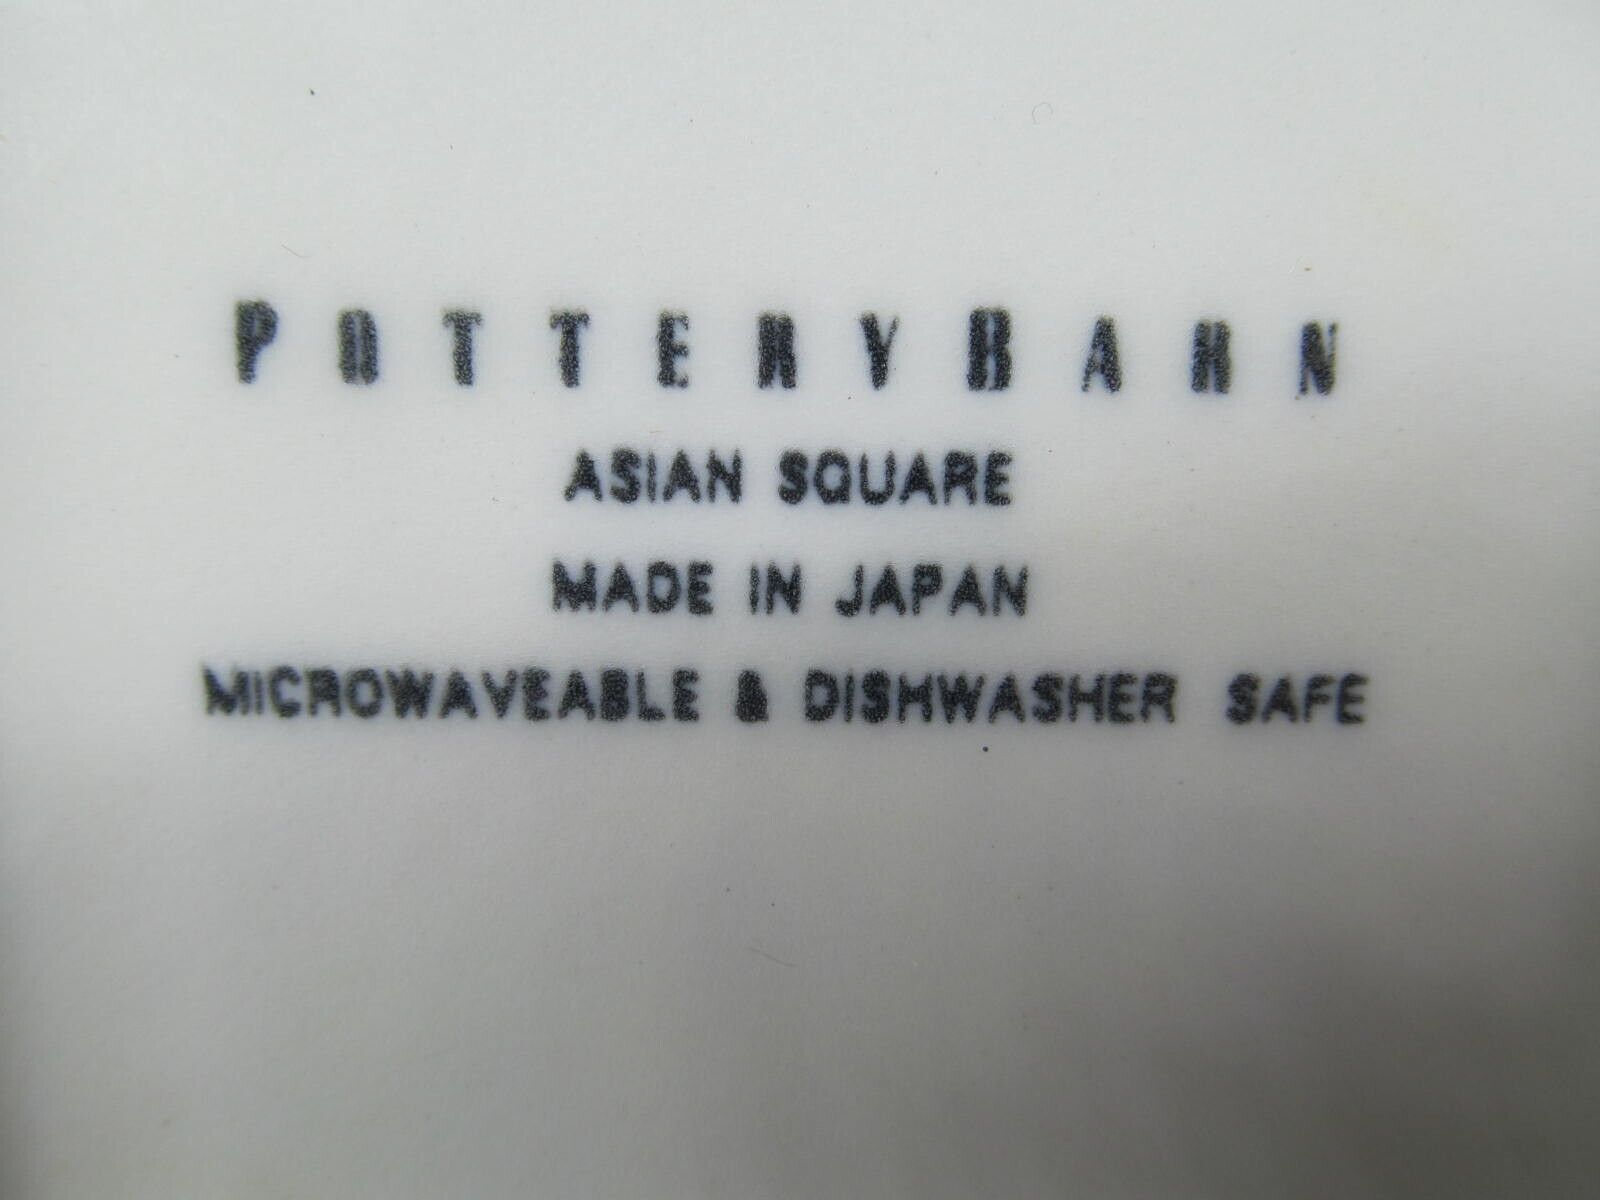 POTTERYBARN
ASIAN SQUARE
MADE IN JAPAN
MICROWAVEABLE & DISHWASHER SAFE